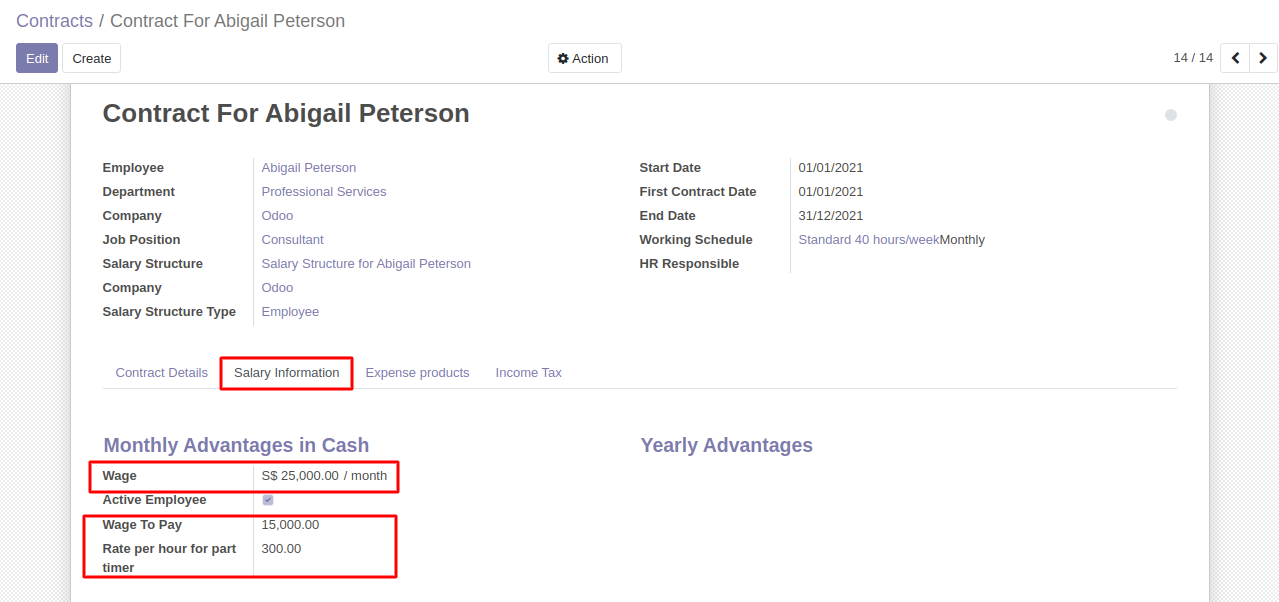 Contracts / Contract For Abigail Peterson
Edit Create Action 14 / 14
Contract For Abigail Peterson
Employee Abigail Peterson Start Date 01/01/2021
Department Professional Services First Contract Date 01/01/2021
Company Odoo End Date 31/12/2021
Job Position Consultant Working Schedule Standard 40 hours/weekMonthly
Salary Structure Salary Structure for Abigail Peterson HR Responsible
Company Odoo
Salary Structure Type Employee
Contract Details Salary Information Expense products Income Tax
Monthly Advantages in Cash Yearly Advantages
Wage S$ 25,000.00 / month
Active Employee
Wage To Pay 15,000.00
Rate per hour for part 300.00
timer